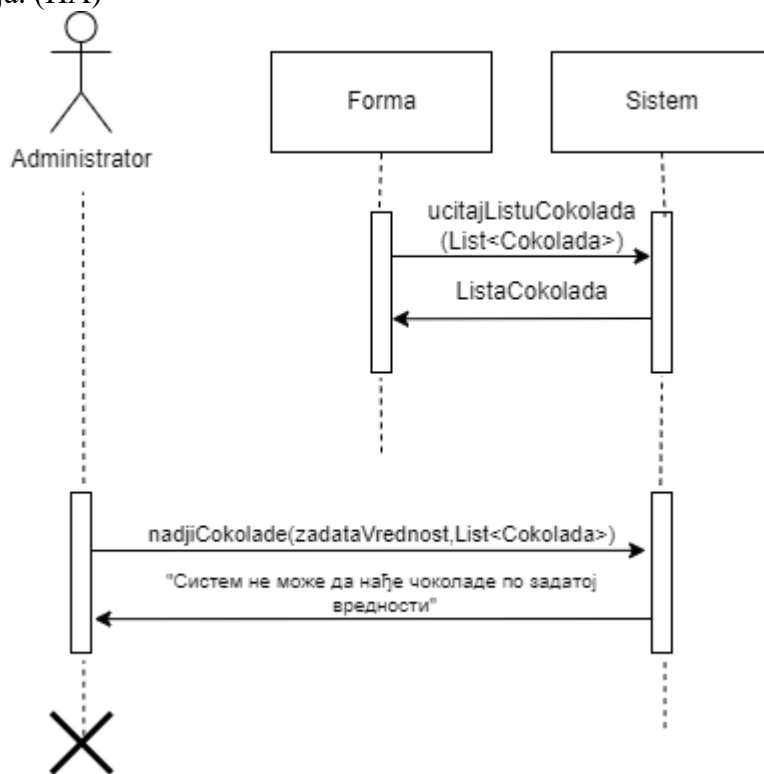 ja. (ИА)
Administrator
Forma
Sistem
ucitajListuCokolada
(List<Cokolada>)
ListaCokolada
nadjiCokolade(zadataVrednost,List<Cokolada>)
"Систем не може да нађе чоколаде по задатој
вредности"